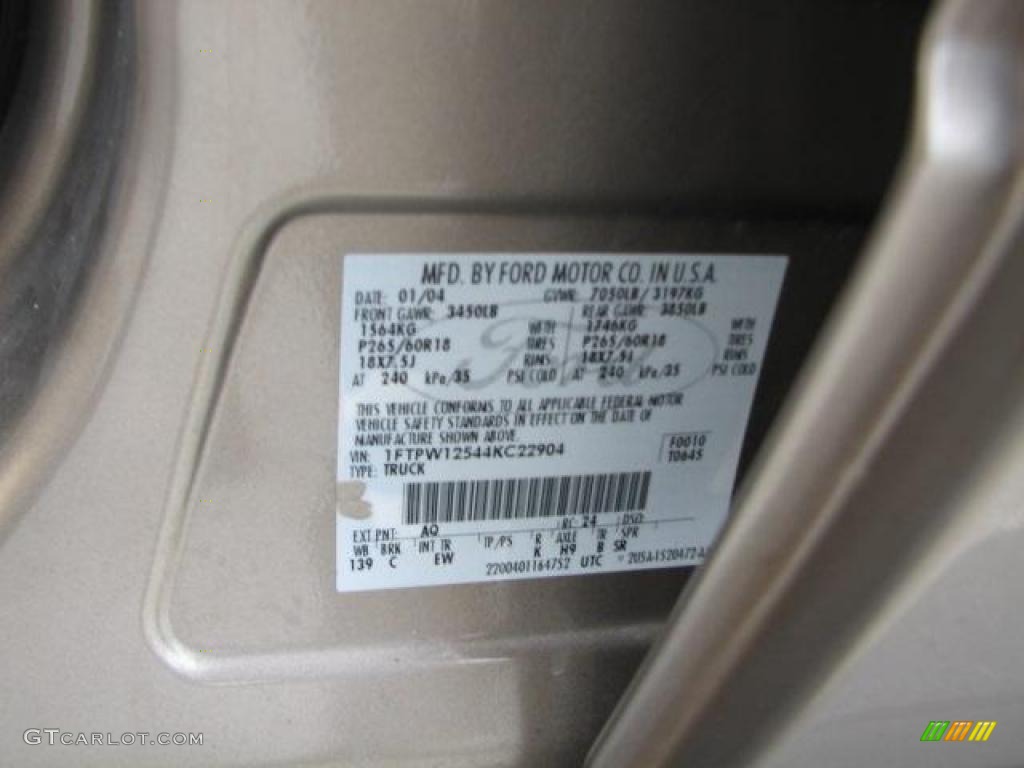 MFD. BY FORD MOTOR CO. IN U.S.A.
DATE: 01/04 GVWR: 7050LB / 3197KG
FRONT GAWR: 3450LB REAR GAWR: 3850LB
1564KG WITH 1746KG WITH
P265/60R18 TIRES P265/60R18 TIRES
18X7.5J RIMS 18X7.5J RIMS
AT 240 kPa/35 PSI COLD AT 240 kPa/35 PSI COLD
THIS VEHICLE CONFORMS TO ALL APPLICABLE FEDERAL MOTOR
VEHICLE SAFETY STANDARDS IN EFFECT ON THE DATE OF
MANUFACTURE SHOWN ABOVE.
VIN: 1FTPW12544KC22904 F0010
TYPE: TRUCK T0645
Ford
EXT PNT: AQ RC: 24 DSO:
WB BRK INT TR TP/PS R AXLE TR SPR
139 C EW K H9 B SR
2200401164752 UTC
GTCARLOT.COM